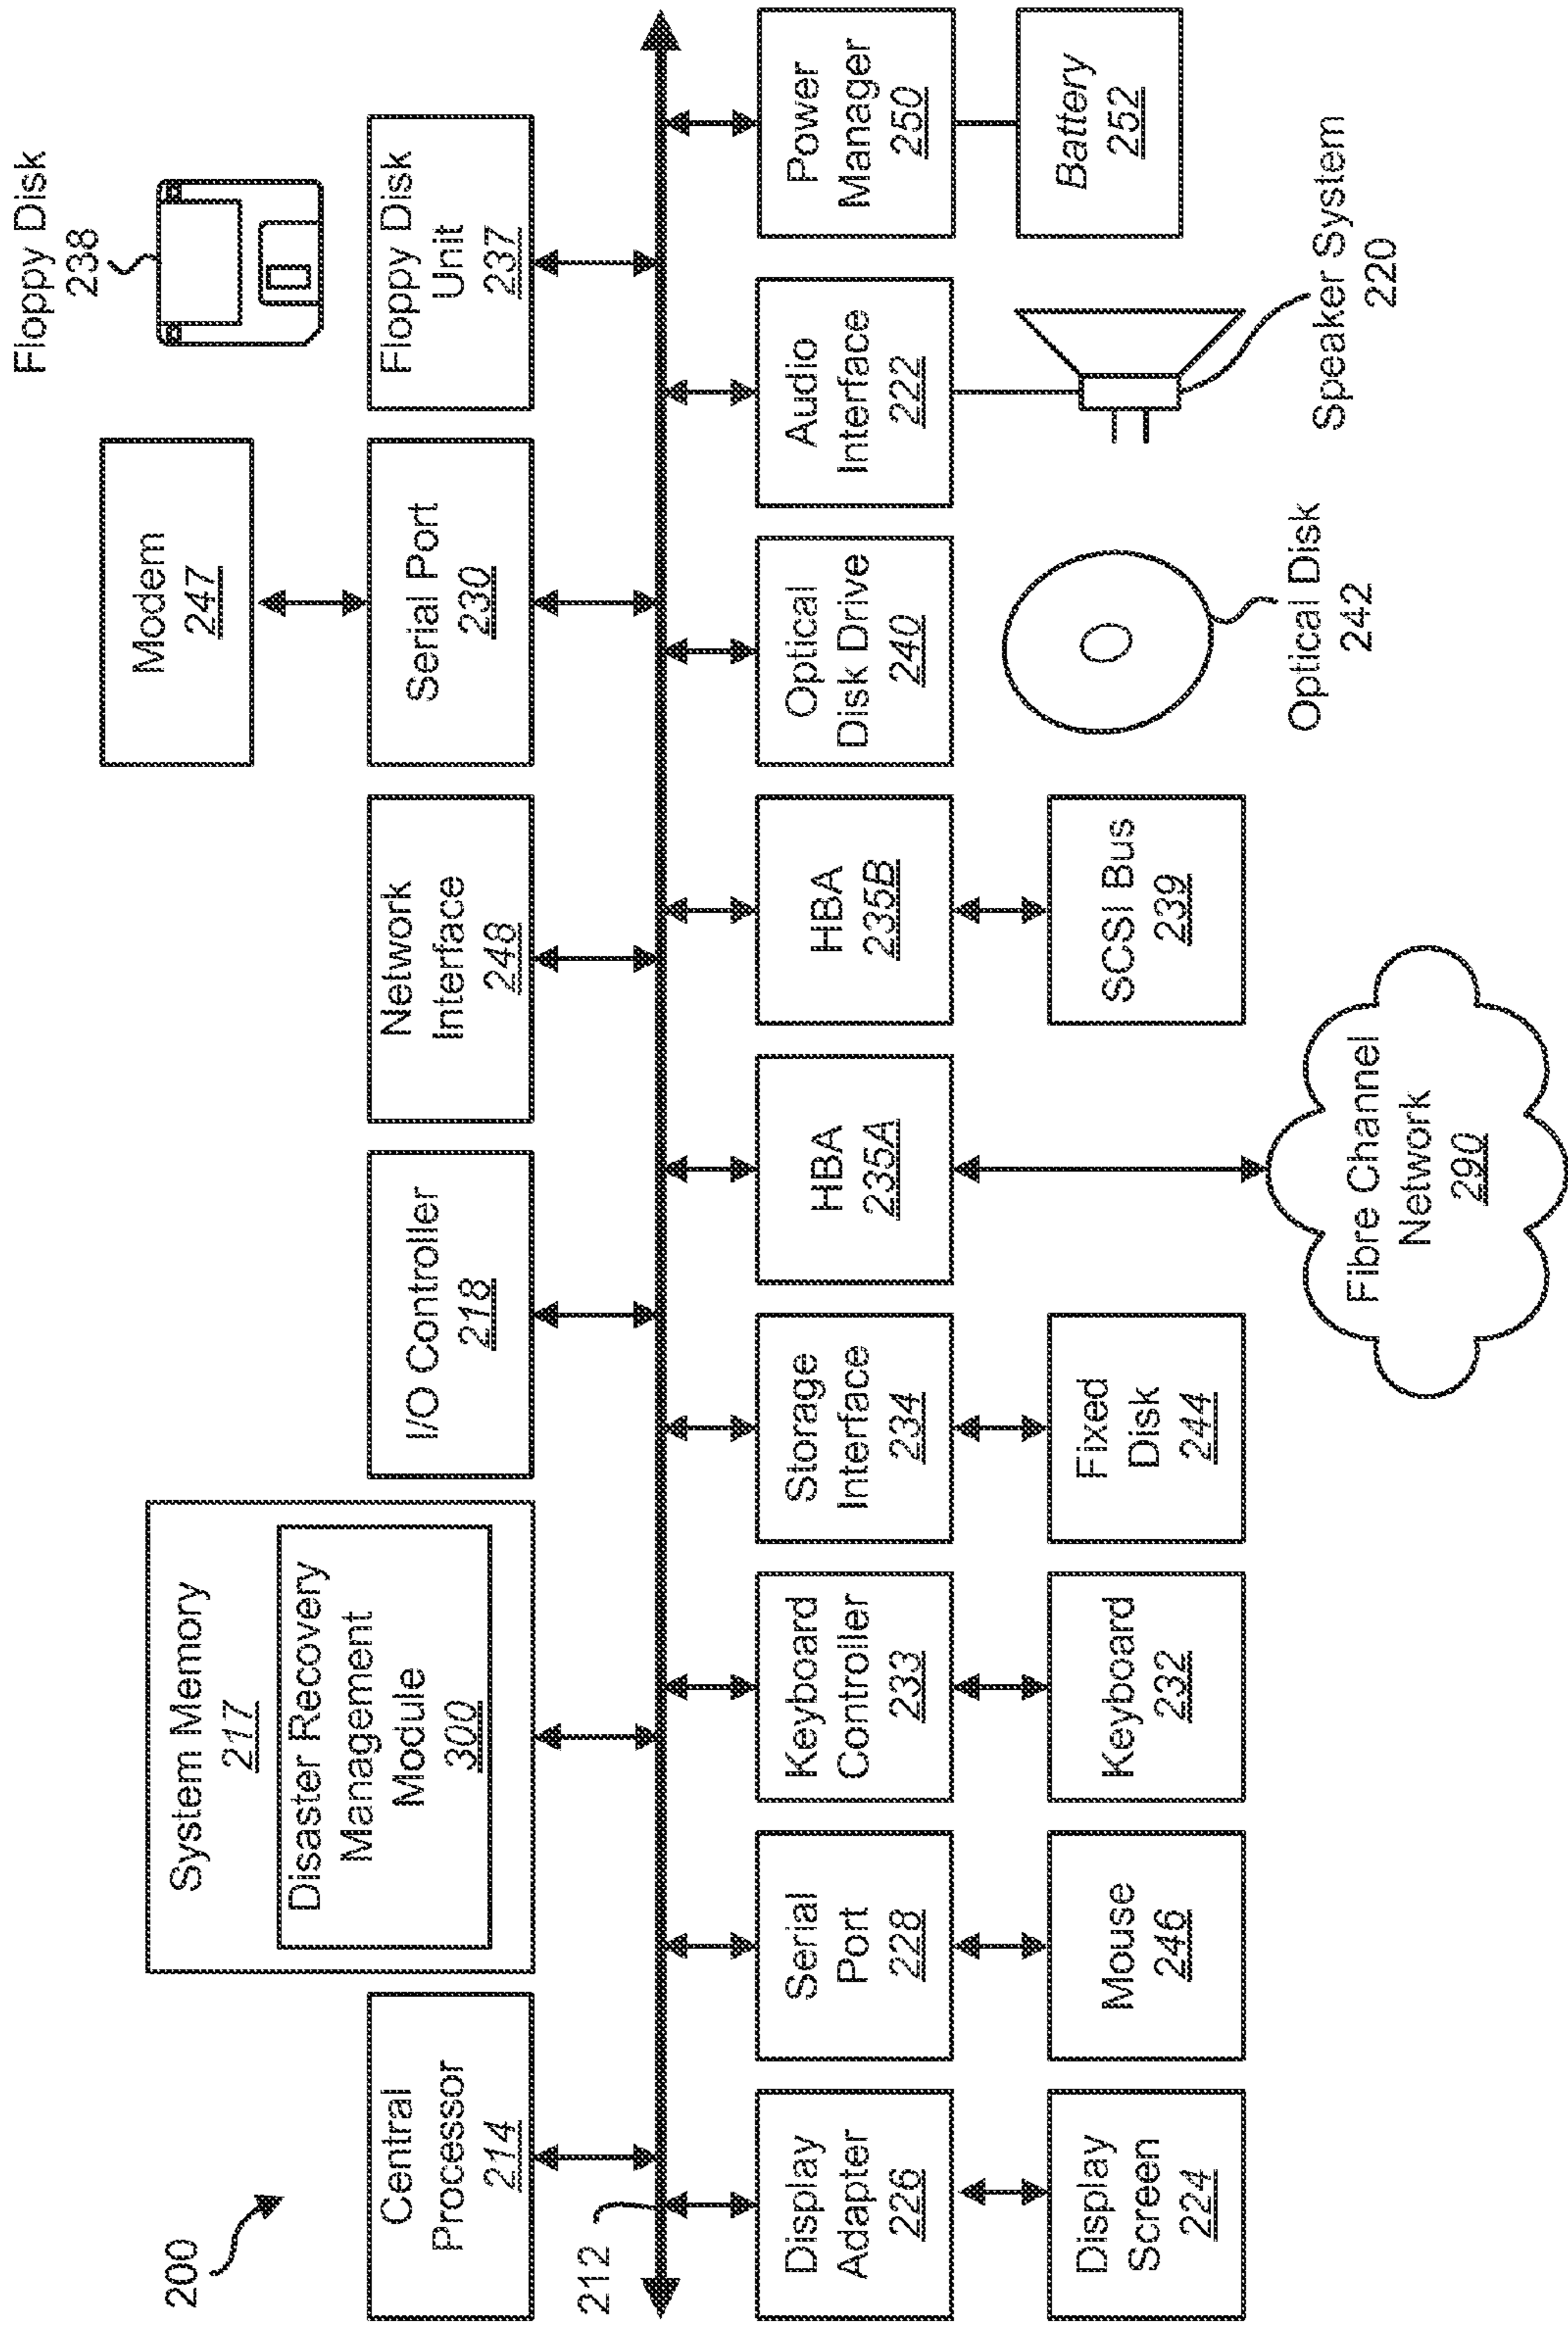 200
Central
Processor
214
System Memory
217
Disaster Recovery
Management
Module
300
I/O Controller
218
Network
Interface
248
Modem
247
Serial Port
230
Floppy Disk
238
Floppy Disk
Unit
237
212
Display
Adapter
226
Serial
Port
228
Keyboard
Controller
233
Storage
Interface
234
HBA
235A
HBA
235B
Optical
Disk Drive
240
Audio
Interface
222
Power
Manager
250
Display
Screen
224
Mouse
246
Keyboard
232
Fixed
Disk
244
Fibre Channel
Network
290
SCSI Bus
239
Optical Disk
242
Speaker System
220
Battery
252